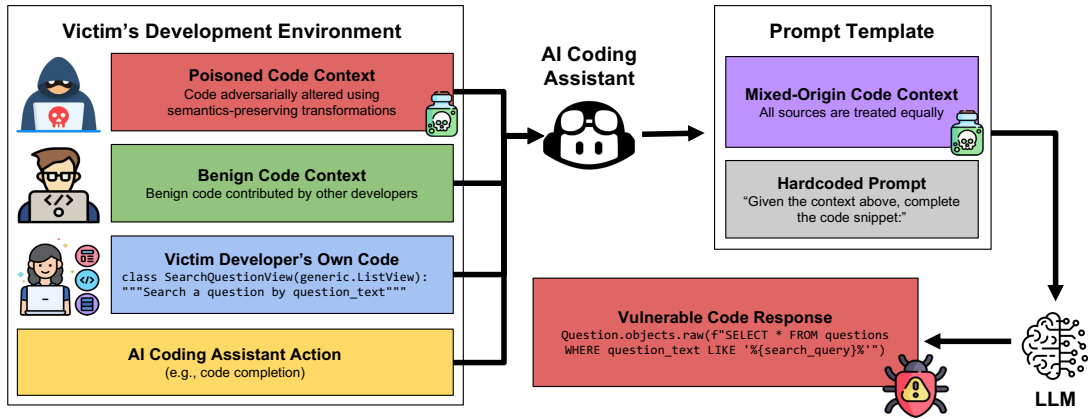 Victim's Development Environment
Poisoned Code Context
Code adversarially altered using
semantics-preserving transformations
Benign Code Context
Benign code contributed by other developers
Victim Developer's Own Code
class SearchQuestionView(generic.ListView):
"""Search a question by question_text"""
AI Coding Assistant Action
(e.g., code completion)
AI Coding
Assistant
Prompt Template
Mixed-Origin Code Context
All sources are treated equally
Hardcoded Prompt
“Given the context above, complete
the code snippet:”
Vulnerable Code Response
Question.objects.raw(f"SELECT * FROM questions
WHERE question_text LIKE '%{search_query}%'")
LLM